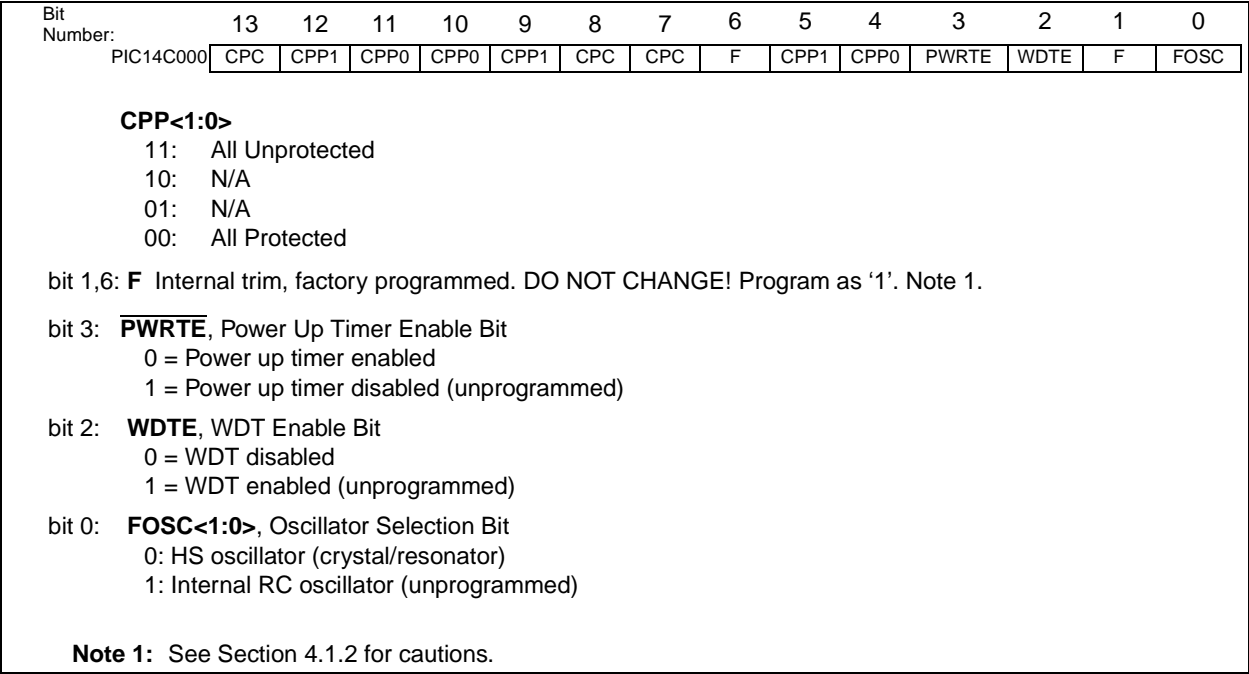 Bit Number: 13 12 11 10 9 8 7 6 5 4 3 2 1 0
PIC14C000 CPC CPP1 CPP0 CPP0 CPP1 CPC CPC F CPP1 CPP0 PWRTE WDTE F FOSC
CPP<1:0>
11: All Unprotected
10: N/A
01: N/A
00: All Protected
bit 1,6: F Internal trim, factory programmed. DO NOT CHANGE! Program as ‘1’. Note 1.
bit 3: PWRTE, Power Up Timer Enable Bit
0 = Power up timer enabled
1 = Power up timer disabled (unprogrammed)
bit 2: WDTE, WDT Enable Bit
0 = WDT disabled
1 = WDT enabled (unprogrammed)
bit 0: FOSC<1:0>, Oscillator Selection Bit
0: HS oscillator (crystal/resonator)
1: Internal RC oscillator (unprogrammed)
Note 1: See Section 4.1.2 for cautions.